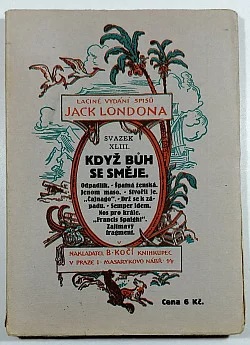 LACINÉ VYDÁNÍ SPISŮ
JACK LONDONA
SVAZEK
XLIII.
KDYŽ BŮH
SE SMĚJE.
Odpadlík. - Špatná ženská.
Jenom maso. - Stvořil je.
„Čajnago". - Drž se k zá-
padu. - Semper idem.
Nos pro krále.
„Francis Spaight".
Zajímavý
fragment.
NAKLADATEL B. KOČÍ KNIHKUPEC
V PRAZE I - MASARYKOVO NÁBŘ. 14
Cena 6 Kč.